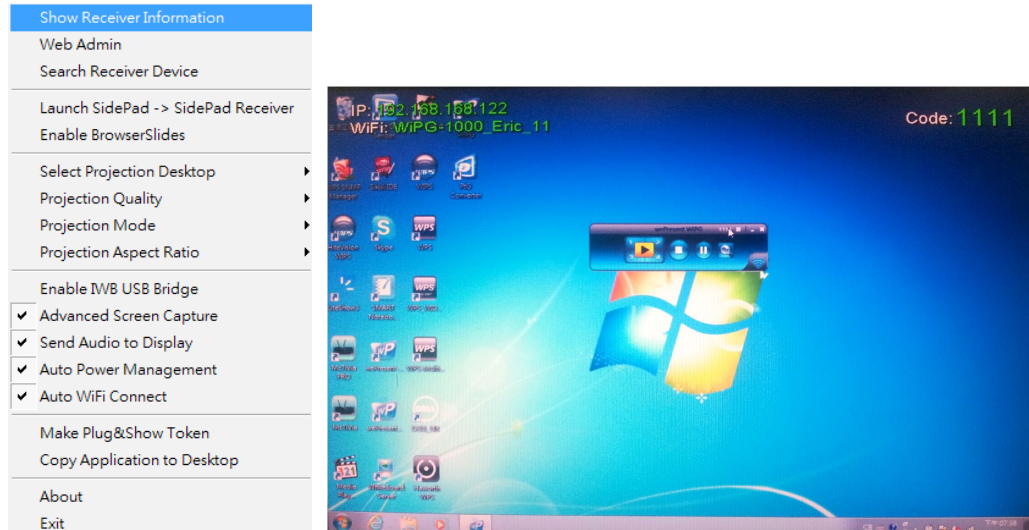 Show Receiver Information
Web Admin
Search Receiver Device
Launch SidePad -> SidePad Receiver
Enable BrowserSlides
Select Projection Desktop
Projection Quality
Projection Mode
Projection Aspect Ratio
Enable IWB USB Bridge
Advanced Screen Capture
Send Audio to Display
Auto Power Management
Auto WiFi Connect
Make Plug&Show Token
Copy Application to Desktop
About
Exit
IP: 192.168.168.122
WiFi: WiPG-1000_Eric_11
Code: 1111
Manager
WPS
Converter
WPS
Skype
WPS
WPS